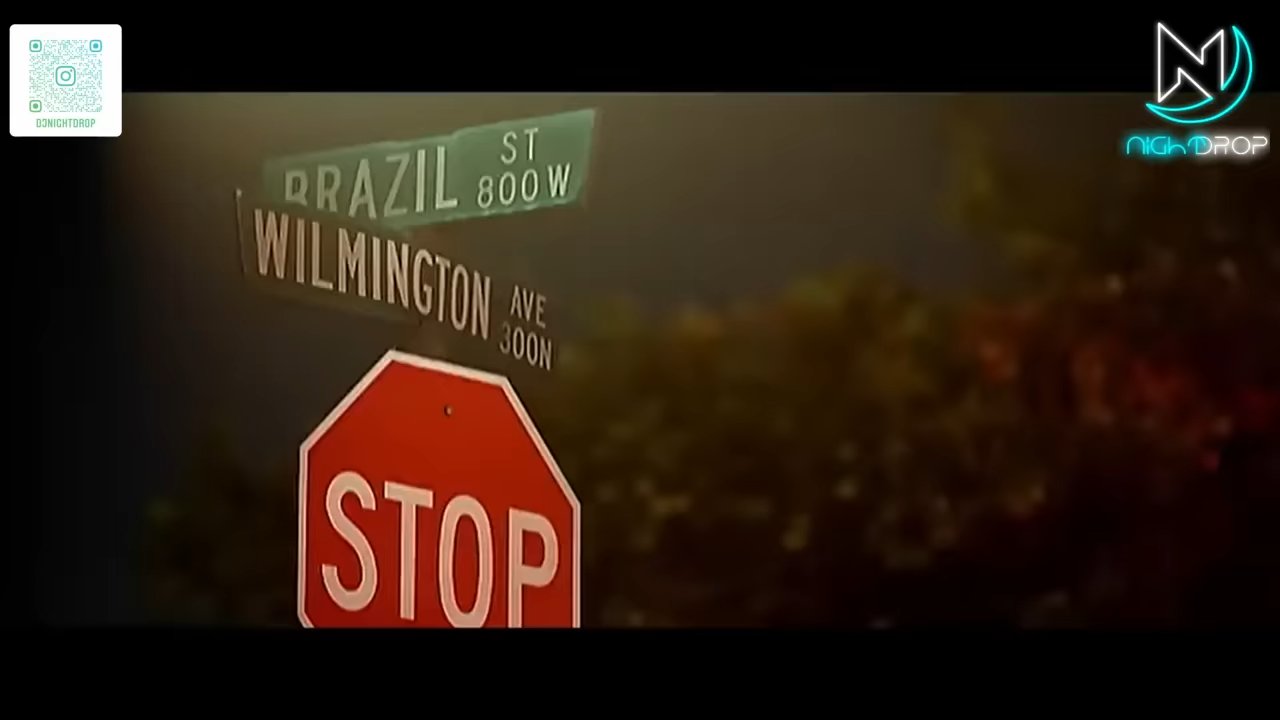 D3NIGHTDROP
NIGHTDROP
BRAZIL ST
800 W
WILMINGTON AVE
300N
STOP